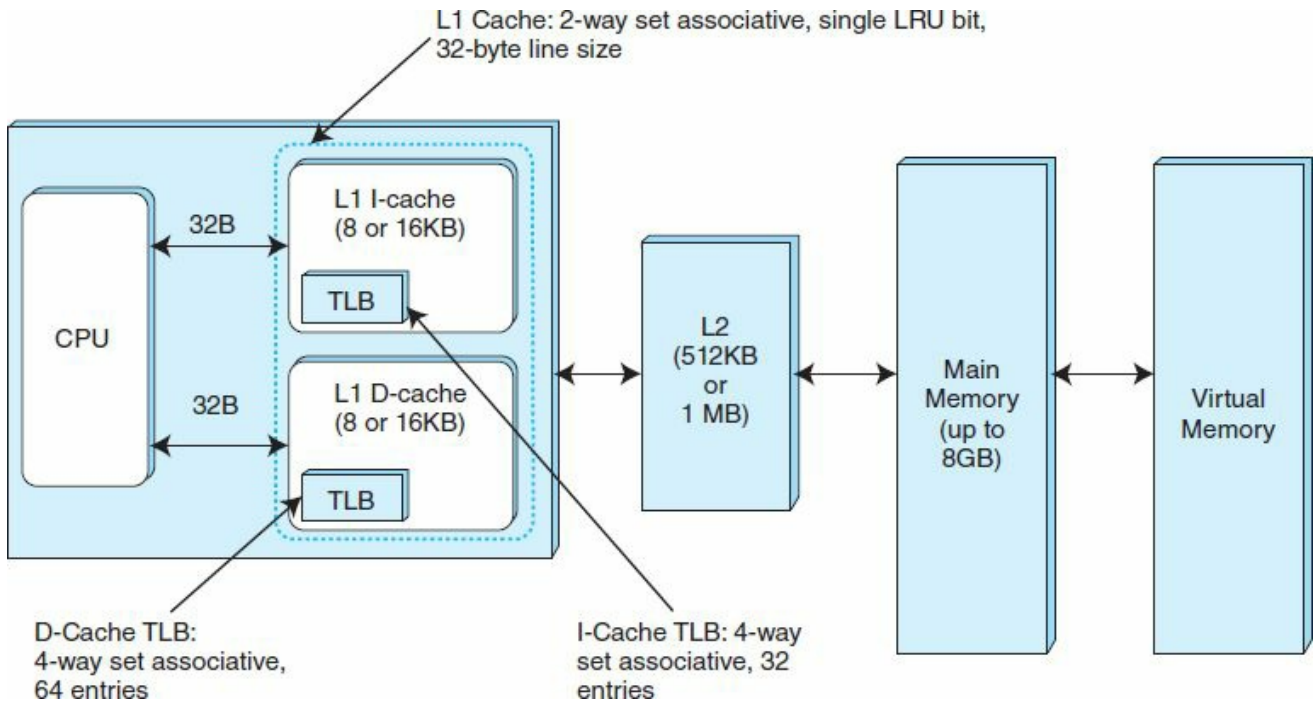 L1 Cache: 2-way set associative, single LRU bit,
32-byte line size
CPU
32B
32B
L1 I-cache
(8 or 16KB)
TLB
L1 D-cache
(8 or 16KB)
TLB
L2
(512KB
or
1 MB)
Main
Memory
(up to
8GB)
Virtual
Memory
D-Cache TLB:
4-way set associative,
64 entries
I-Cache TLB: 4-way
set associative, 32
entries